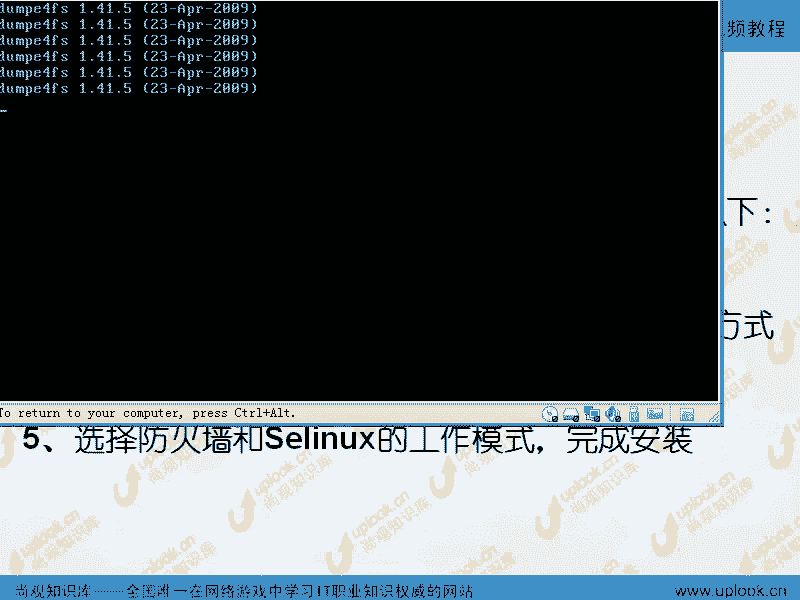 dumpe4fs 1.41.5 (23-Apr-2009)
dumpe4fs 1.41.5 (23-Apr-2009)
dumpe4fs 1.41.5 (23-Apr-2009)
dumpe4fs 1.41.5 (23-Apr-2009)
dumpe4fs 1.41.5 (23-Apr-2009)
dumpe4fs 1.41.5 (23-Apr-2009)
频教程
下：
方式
To return to your computer, press Ctrl+Alt.
5、选择防火墙和Selinux的工作模式，完成安装
uplook.cn
尚观知识库
尚观知识库………全国唯一在网络游戏中学习IT职业知识权威的网站
www.uplook.cn